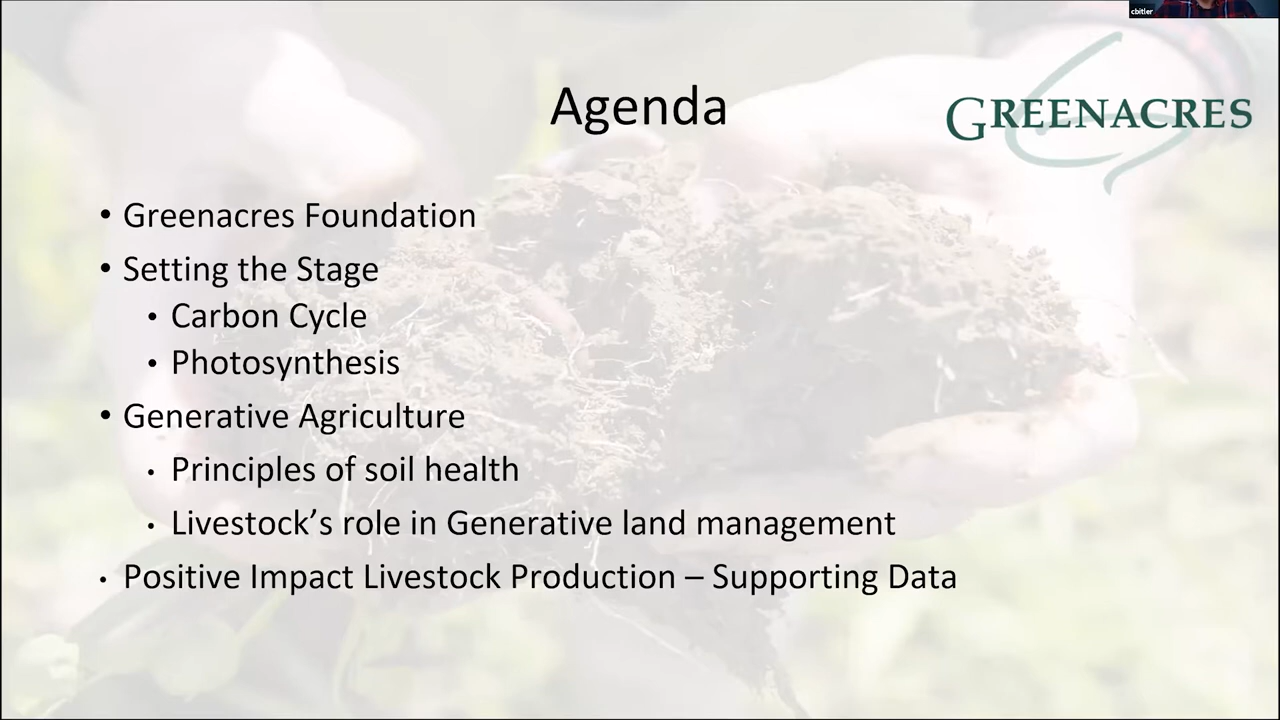 cbitler
Agenda
GREENACRES
• Greenacres Foundation
• Setting the Stage
• Carbon Cycle
• Photosynthesis
• Generative Agriculture
• Principles of soil health
• Livestock’s role in Generative land management
• Positive Impact Livestock Production – Supporting Data